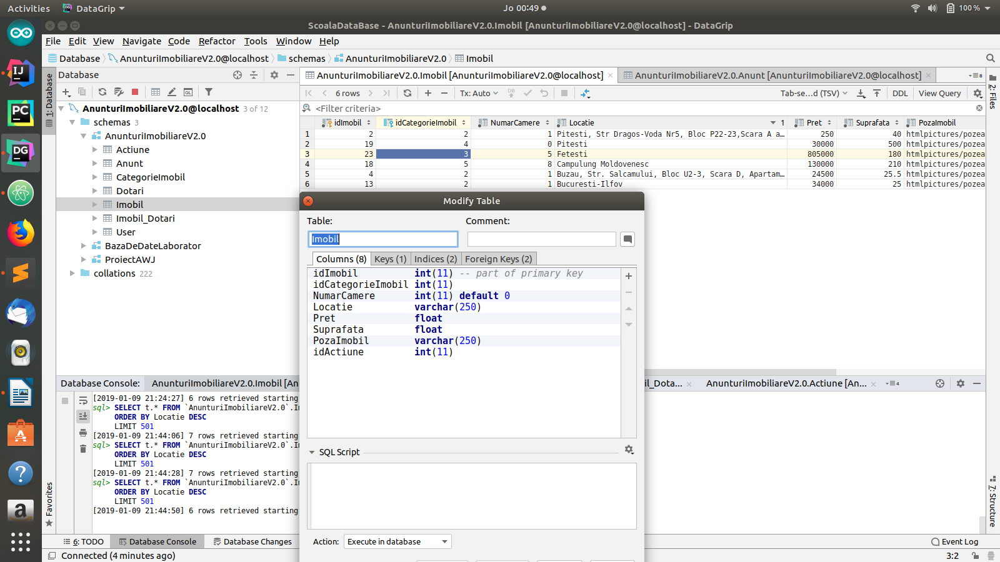 Activities
DataGrip
Jo 00:49
100 %
ScoalaDataBase - AnunturiImobiliareV2.0.Imobil [AnunturiImobiliareV2.0@localhost] - DataGrip
File Edit View Navigate Code Refactor Tools Window Help
Database AnunturiImobiliareV2.0@localhost schemas AnunturiImobiliareV2.0 Imobil
1: Database
Database
AnunturiImobiliareV2.0@localhost 3 of 12
schemas 3
AnunturiImobiliareV2.0
Actiune
Anunt
CategorieImobil
Dotari
Imobil
Imobil_Dotari
User
BazaDeDateLaborator
ProiectAWJ
collations 222
AnunturiImobiliareV2.0.Imobil [AnunturiImobiliareV2.0@localhost]
AnunturiImobiliareV2.0.Anunt [AnunturiImobiliareV2.0@localhost]
8
6 rows
Tx: Auto
DB
Tab-se...d (TSV)
DDL
View Query
<Filter criteria>
idImobil idCategorieImobil NumarCamere Locatie 1 Pret Suprafata PozaImobil
1 2 2 1 Pitesti, Str Dragos-Voda Nr5, Bloc P22-23,Scara A a... 250 40 htmlpictures/pozea
2 19 4 0 Pitesti 30000 500 htmlpictures/pozea
3 23 3 5 Fetesti 805000 180 htmlpictures/pozea
4 18 5 8 Campulung Moldovenesc 130000 210 htmlpictures/pozea
5 4 2 1 Buzau, Str. Salcamului, Bloc U2-3, Scara D, Apartam... 24500 25.5 htmlpictures/pozea
6 13 2 1 Bucuresti-Ilfov 34000 25 htmlpictures/pozea
2: Files
7: Structure
Modify Table
Table:
Comment:
Imobil
Columns (8) Keys (1) Indices (2) Foreign Keys (2)
idImobil int(11) -- part of primary key
idCategorieImobil int(11)
NumarCamere int(11) default 0
Locatie varchar(250)
Pret float
Suprafata float
PozaImobil varchar(250)
idActiune int(11)
SQL Script
Action: Execute in database
Database Console: AnunturiImobiliareV2.0.Imobil [An
il_Dota...
AnunturiImobiliareV2.0.Actiune [An...
4
[2019-01-09 21:24:27] 6 rows retrieved starting
sql> SELECT t.* FROM `AnunturiImobiliareV2.0`.Im
ORDER BY Locatie DESC
LIMIT 501
[2019-01-09 21:44:06] 7 rows retrieved starting
sql> SELECT t.* FROM `AnunturiImobiliareV2.0`.Im
ORDER BY Locatie DESC
LIMIT 501
[2019-01-09 21:44:28] 7 rows retrieved starting
sql> SELECT t.* FROM `AnunturiImobiliareV2.0`.Im
ORDER BY Locatie DESC
LIMIT 501
[2019-01-09 21:44:50] 6 rows retrieved starting
Favorites
6: TODO
Database Console
Database Changes
Event Log
Connected (4 minutes ago)
3:2
IJ
PC
DG
DG
QL